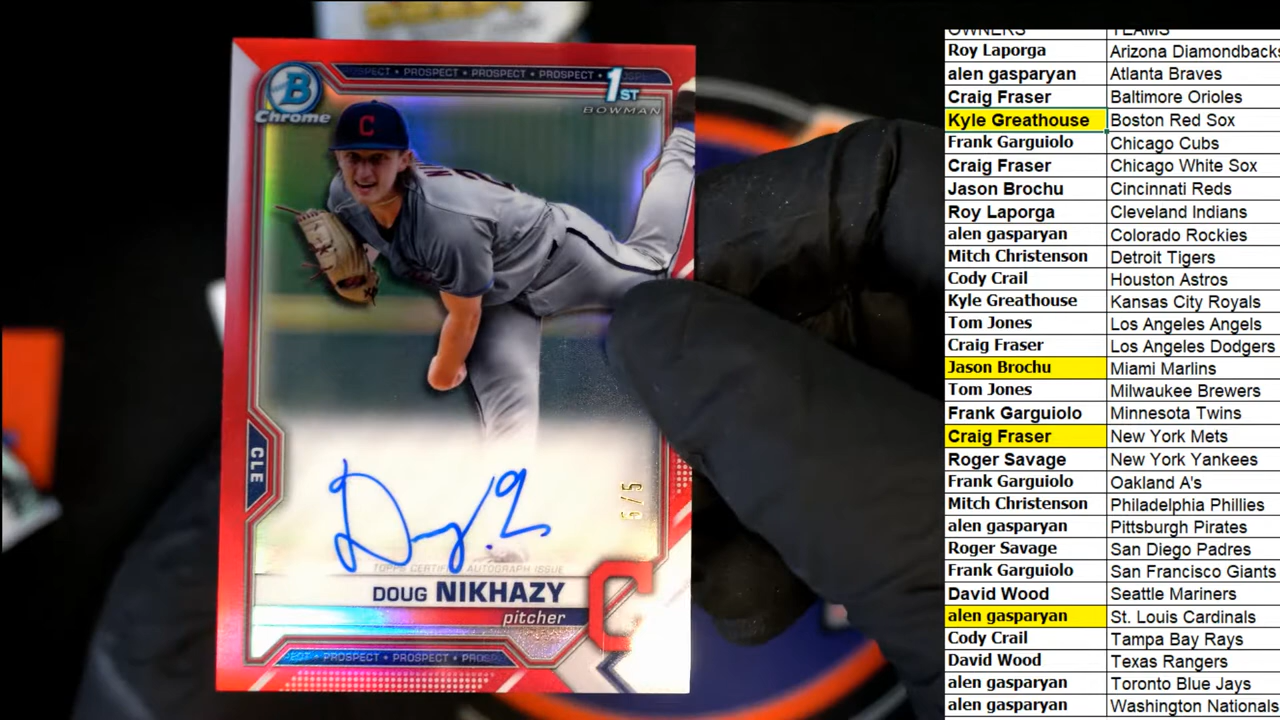 PROSPECT • PROSPECT • PROSPECT • PROSPECT
B
Chrome
1ST
BOWMAN
C
CLE
5/5
TOPPS CERTIFIED AUTOGRAPH ISSUE
DOUG NIKHAZY
pitcher
C
PROSPECT • PROSPECT
OWNERS TEAMS
Roy Laporga Arizona Diamondbacks
alen gasparyan Atlanta Braves
Craig Fraser Baltimore Orioles
Kyle Greathouse Boston Red Sox
Frank Garguiolo Chicago Cubs
Craig Fraser Chicago White Sox
Jason Brochu Cincinnati Reds
Roy Laporga Cleveland Indians
alen gasparyan Colorado Rockies
Mitch Christenson Detroit Tigers
Cody Crail Houston Astros
Kyle Greathouse Kansas City Royals
Tom Jones Los Angeles Angels
Craig Fraser Los Angeles Dodgers
Jason Brochu Miami Marlins
Tom Jones Milwaukee Brewers
Frank Garguiolo Minnesota Twins
Craig Fraser New York Mets
Roger Savage New York Yankees
Frank Garguiolo Oakland A's
Mitch Christenson Philadelphia Phillies
alen gasparyan Pittsburgh Pirates
Roger Savage San Diego Padres
Frank Garguiolo San Francisco Giants
David Wood Seattle Mariners
alen gasparyan St. Louis Cardinals
Cody Crail Tampa Bay Rays
David Wood Texas Rangers
alen gasparyan Toronto Blue Jays
alen gasparyan Washington Nationals